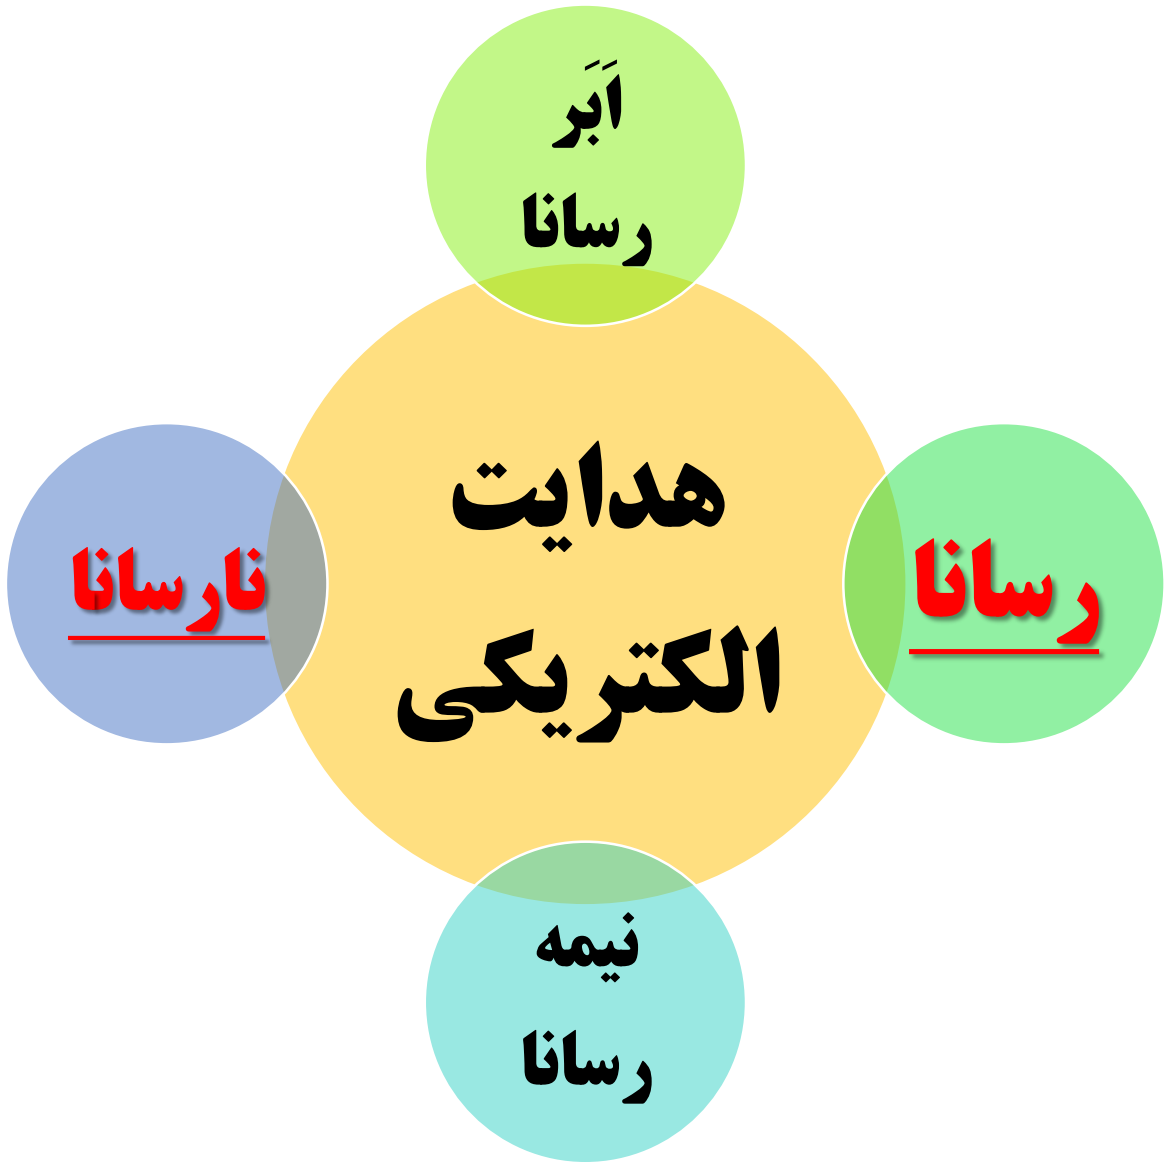 اَبَر
رسانا
هدایت
الکتریکی
رسانا
نارسانا
نیمه
رسانا